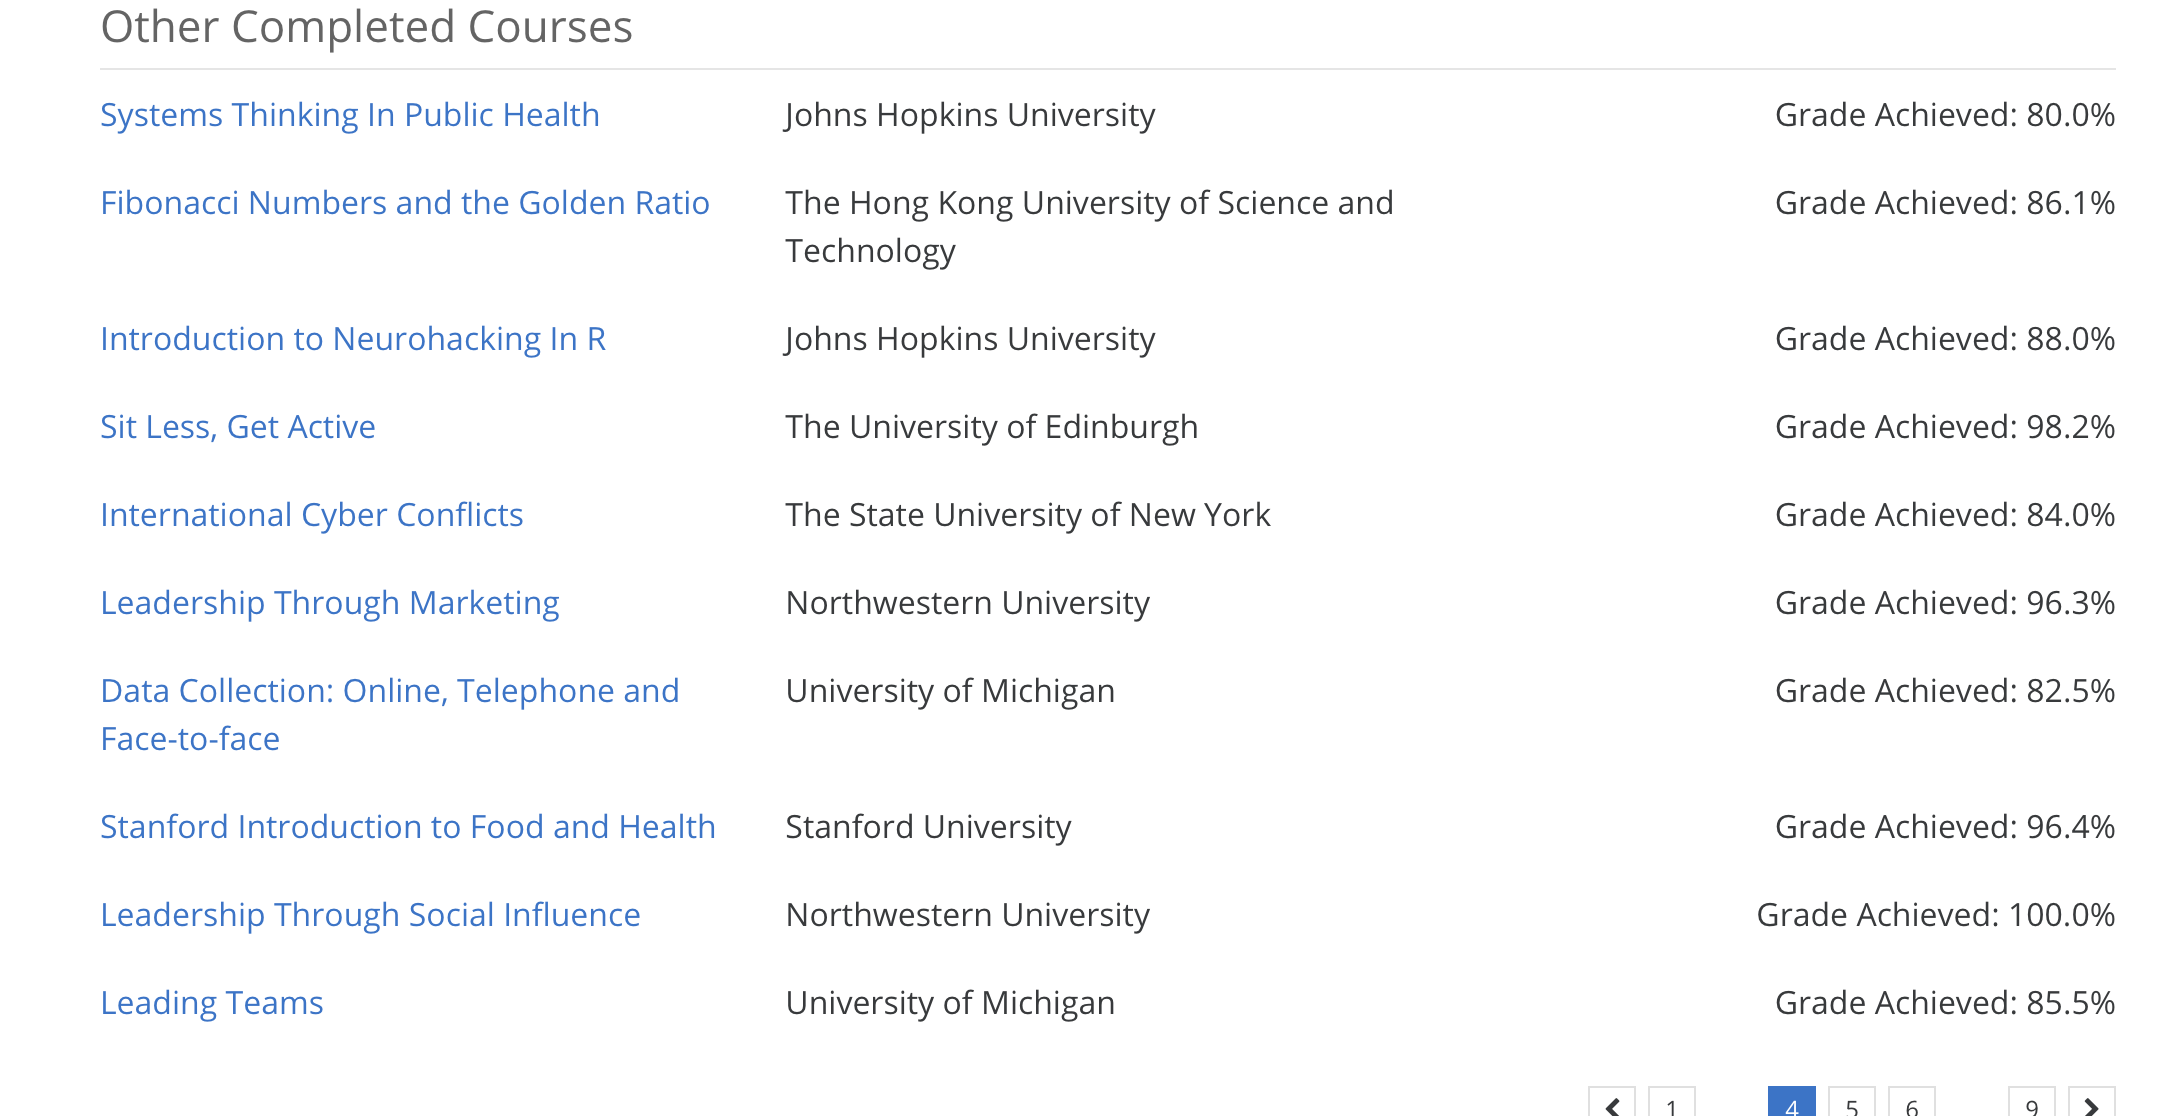 Other Completed Courses
Systems Thinking In Public Health Johns Hopkins University Grade Achieved: 80.0%
Fibonacci Numbers and the Golden Ratio The Hong Kong University of Science and Grade Achieved: 86.1%
Technology
Introduction to Neurohacking In R Johns Hopkins University Grade Achieved: 88.0%
Sit Less, Get Active The University of Edinburgh Grade Achieved: 98.2%
International Cyber Conflicts The State University of New York Grade Achieved: 84.0%
Leadership Through Marketing Northwestern University Grade Achieved: 96.3%
Data Collection: Online, Telephone and University of Michigan Grade Achieved: 82.5%
Face-to-face
Stanford Introduction to Food and Health Stanford University Grade Achieved: 96.4%
Leadership Through Social Influence Northwestern University Grade Achieved: 100.0%
Leading Teams University of Michigan Grade Achieved: 85.5%
1 4 5 6 9